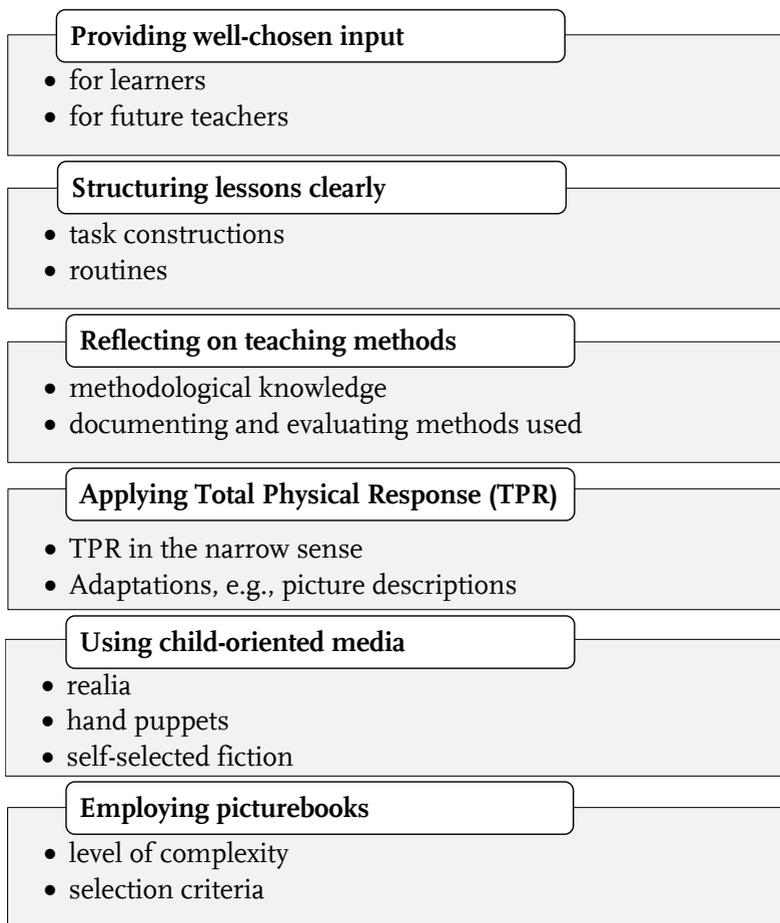 Providing well-chosen input
• for learners
• for future teachers
Structuring lessons clearly
• task constructions
• routines
Reflecting on teaching methods
• methodological knowledge
• documenting and evaluating methods used
Applying Total Physical Response (TPR)
• TPR in the narrow sense
• Adaptations, e.g., picture descriptions
Using child-oriented media
• realia
• hand puppets
• self-selected fiction
Employing picturebooks
• level of complexity
• selection criteria